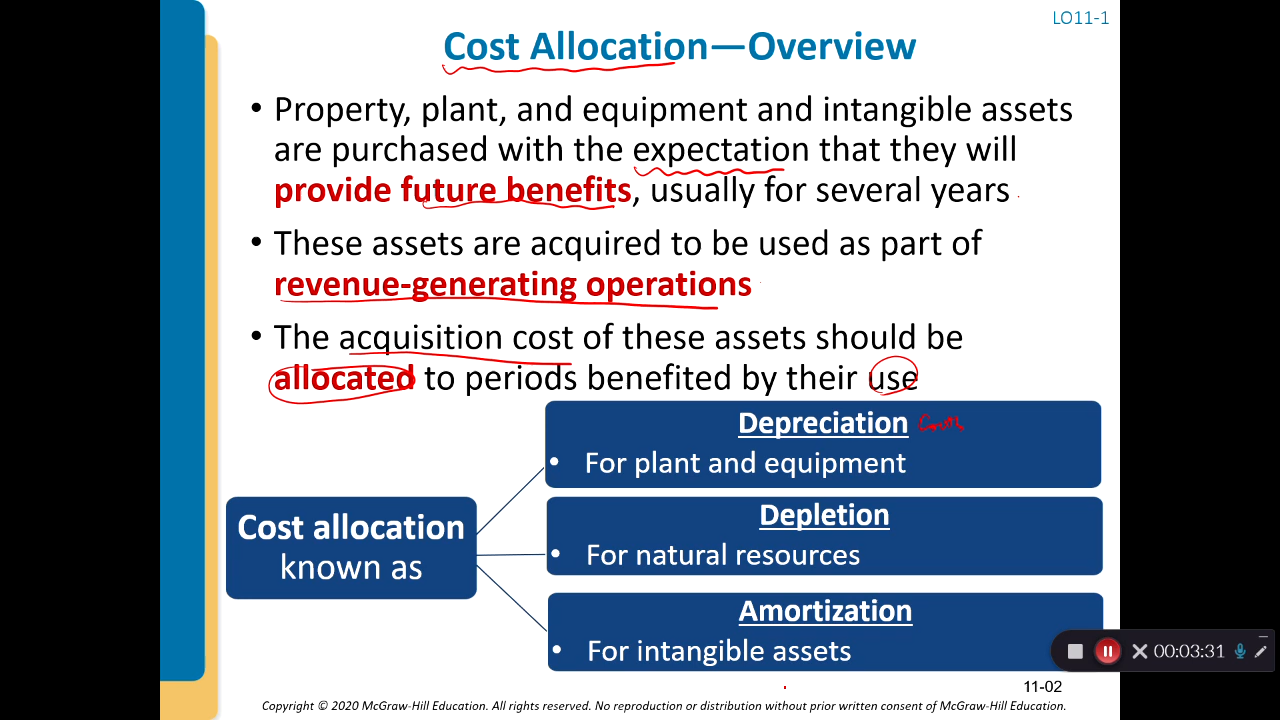 LO11-1
Cost Allocation—Overview
• Property, plant, and equipment and intangible assets
are purchased with the expectation that they will
provide future benefits, usually for several years
• These assets are acquired to be used as part of
revenue-generating operations
• The acquisition cost of these assets should be
allocated to periods benefited by their use
Depreciation
• For plant and equipment
Cost allocation
known as
Depletion
• For natural resources
Amortization
• For intangible assets
00:03:31
11-02
Copyright © 2020 McGraw-Hill Education. All rights reserved. No reproduction or distribution without prior written consent of McGraw-Hill Education.